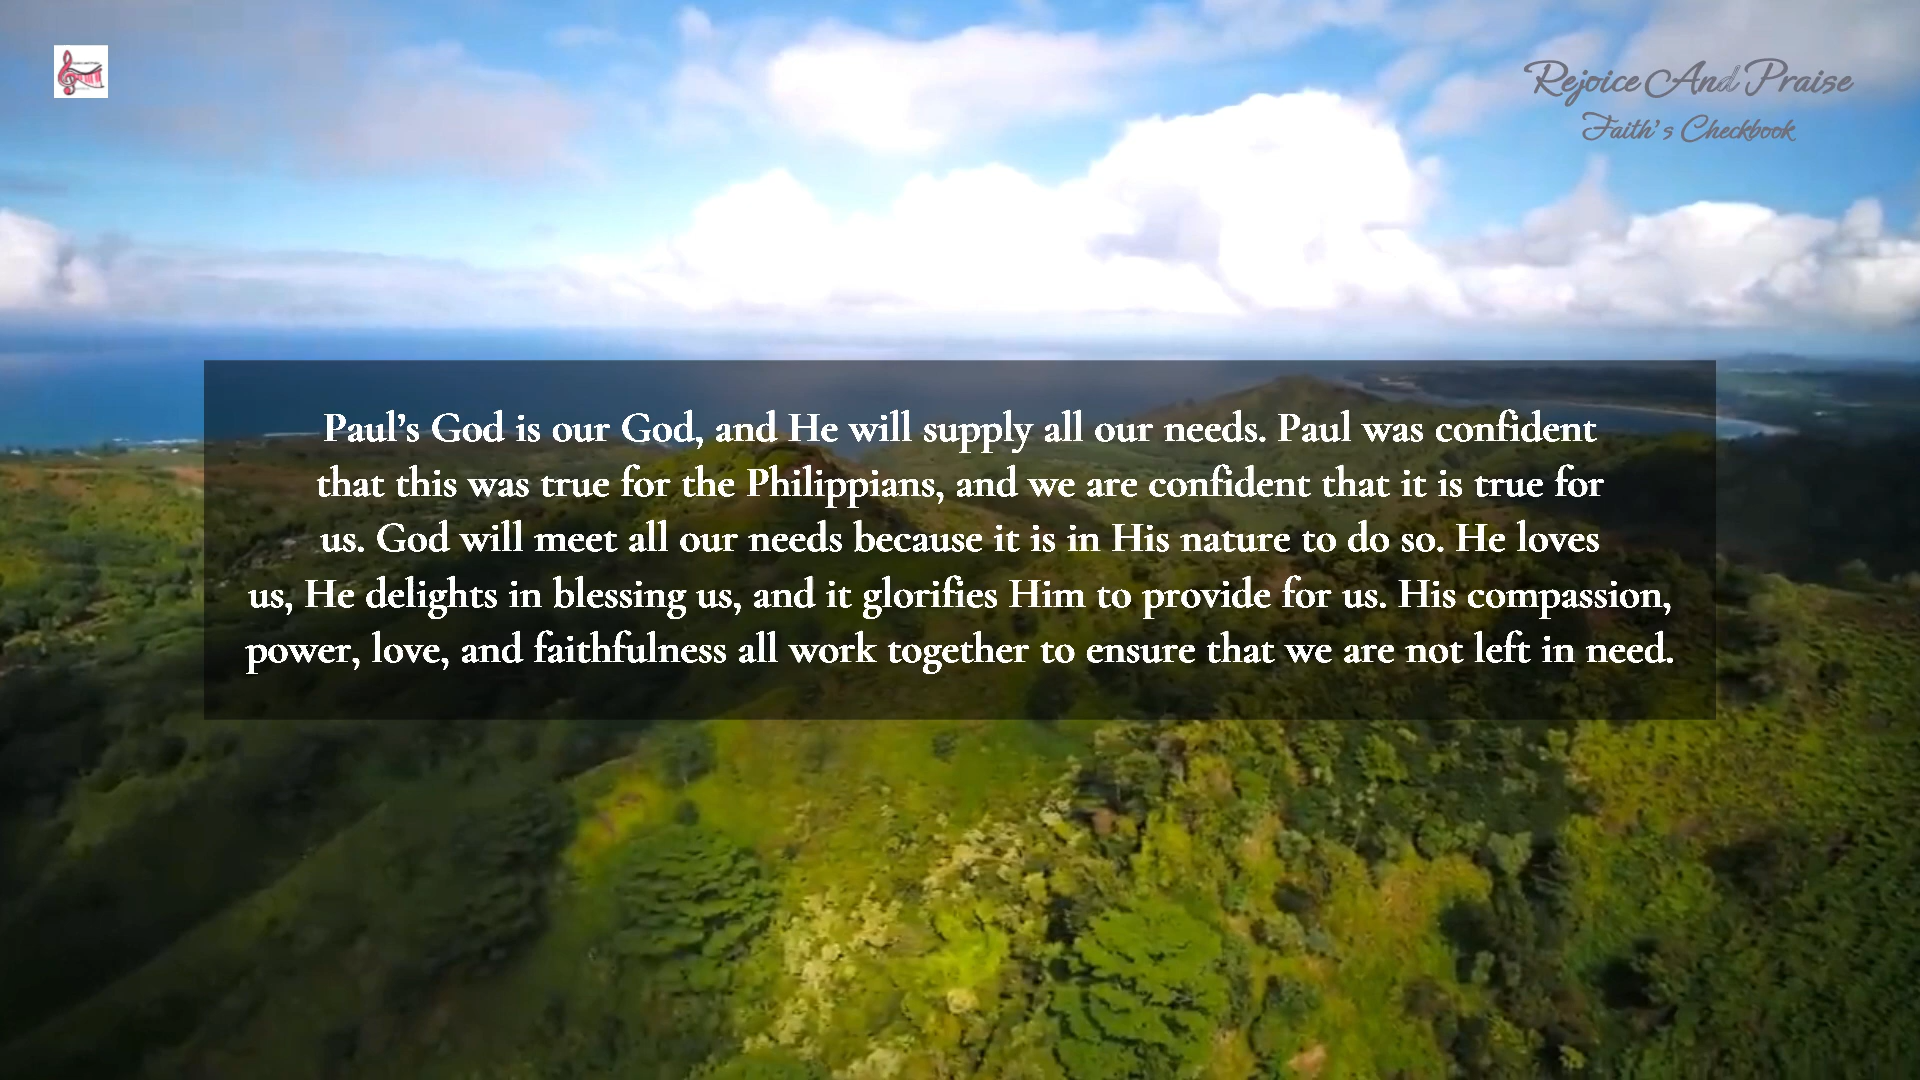 Rejoice And Praise
Faith's Checkbook
Paul’s God is our God, and He will supply all our needs. Paul was confident
that this was true for the Philippians, and we are confident that it is true for
us. God will meet all our needs because it is in His nature to do so. He loves
us, He delights in blessing us, and it glorifies Him to provide for us. His compassion,
power, love, and faithfulness all work together to ensure that we are not left in need.